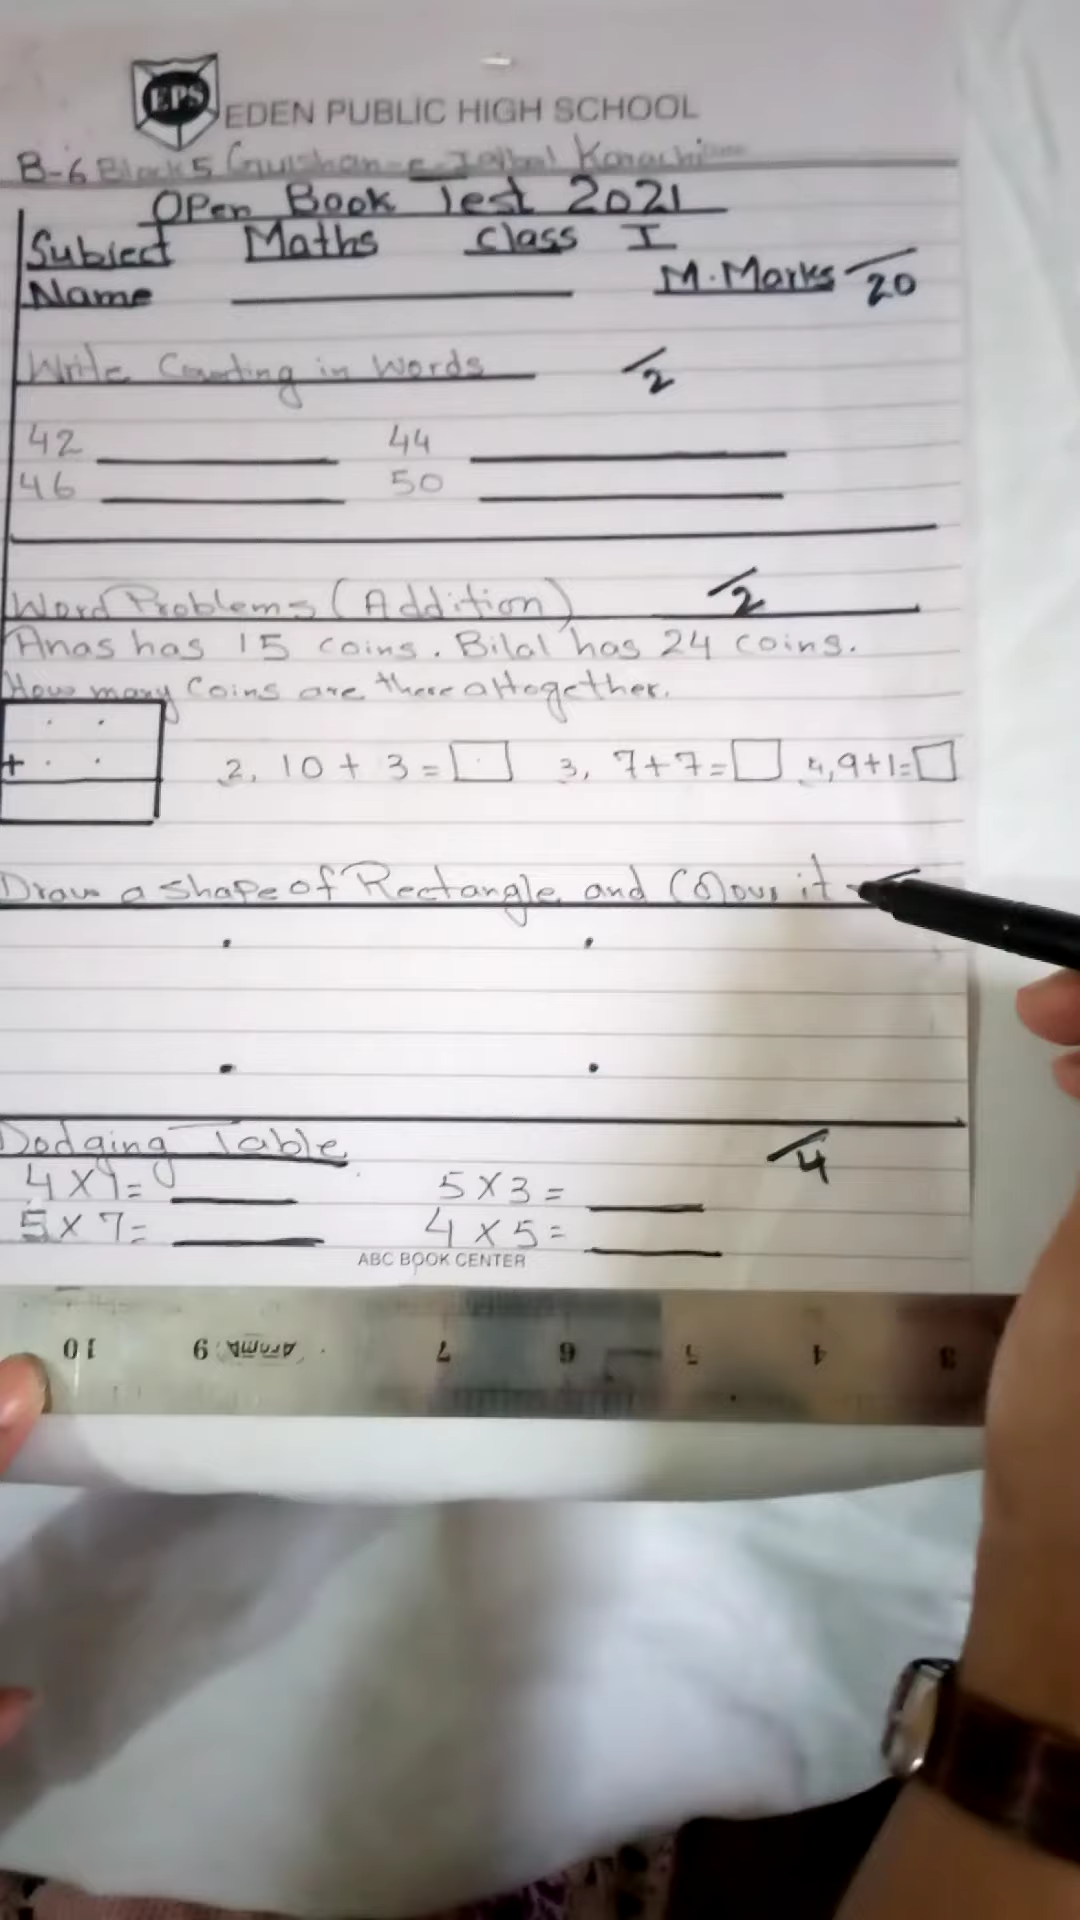 EPS EDEN PUBLIC HIGH SCHOOL
B-6 Block 5 Gulshan-e-Iqbal Karachi
Open Book Test 2021
Subject Maths Class I
Name M.Marks /20
Write Counting in Words /2
42 44
46 50
Word Problems (Addition) /2
Anas has 15 coins. Bilal has 24 coins.
How many Coins are there altogether.
+ 2, 10 + 3 = 3, 7+7= 4, 9+1=
Draw a shape of Rectangle and Colour it
Dodging Table /4
4 X 1= 5 X 3 =
5 X 7= 4 X 5 =
ABC BOOK CENTER
10 9 7 6 5 4 3